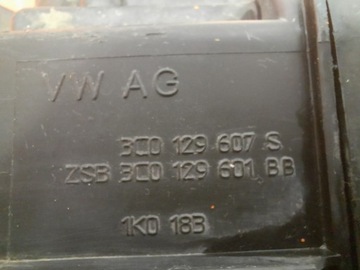 VW AG
3C0 129 607 S
ZSB 3C0 129 601 BB
1K0 183